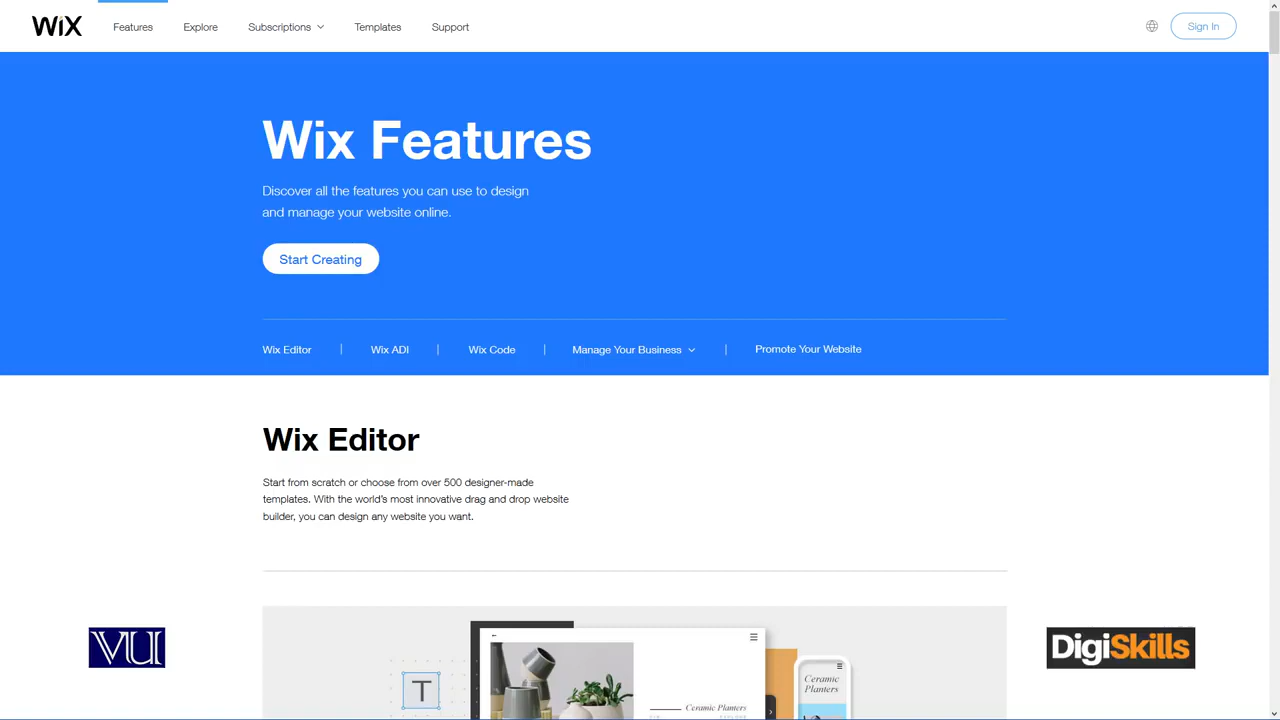 WiX
Features
Explore
Subscriptions
Templates
Support
Sign In
Wix Features
Discover all the features you can use to design
and manage your website online.
Start Creating
Wix Editor | Wix ADI | Wix Code | Manage Your Business | Promote Your Website
Wix Editor
Start from scratch or choose from over 500 designer-made
templates. With the world's most innovative drag and drop website
builder, you can design any website you want.
VU
DigiSkills
T
Ceramic Planters
Ceramic
Planters